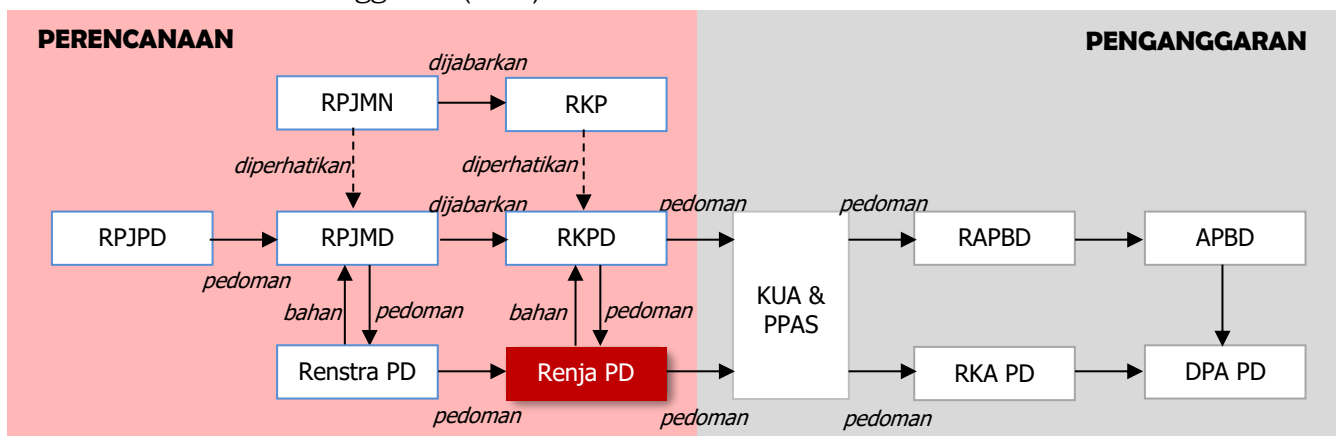 PERENCANAAN
PENGANGGARAN
dijabarkan
RPJMN
RKP
diperhatikan
diperhatikan
RPJPD
RPJMD
dijabarkan
RKPD
pedoman
pedoman
RAPBD
APBD
pedoman
bahan
pedoman
bahan
pedoman
KUA &
PPAS
Renstra PD
Renja PD
RKA PD
DPA PD
pedoman
pedoman
pedoman